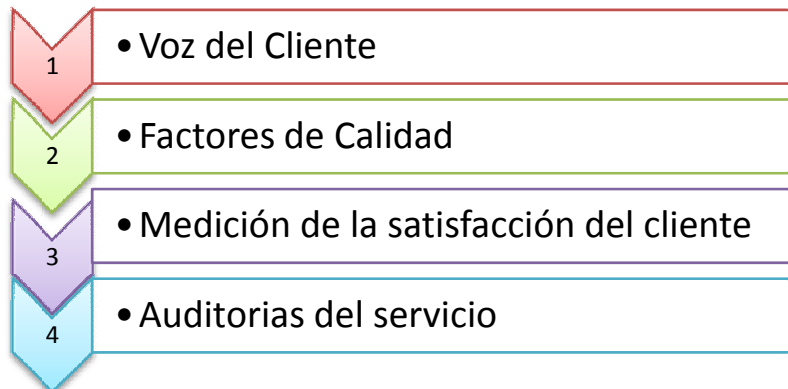 1
• Voz del Cliente
2
• Factores de Calidad
3
• Medición de la satisfacción del cliente
4
• Auditorias del servicio